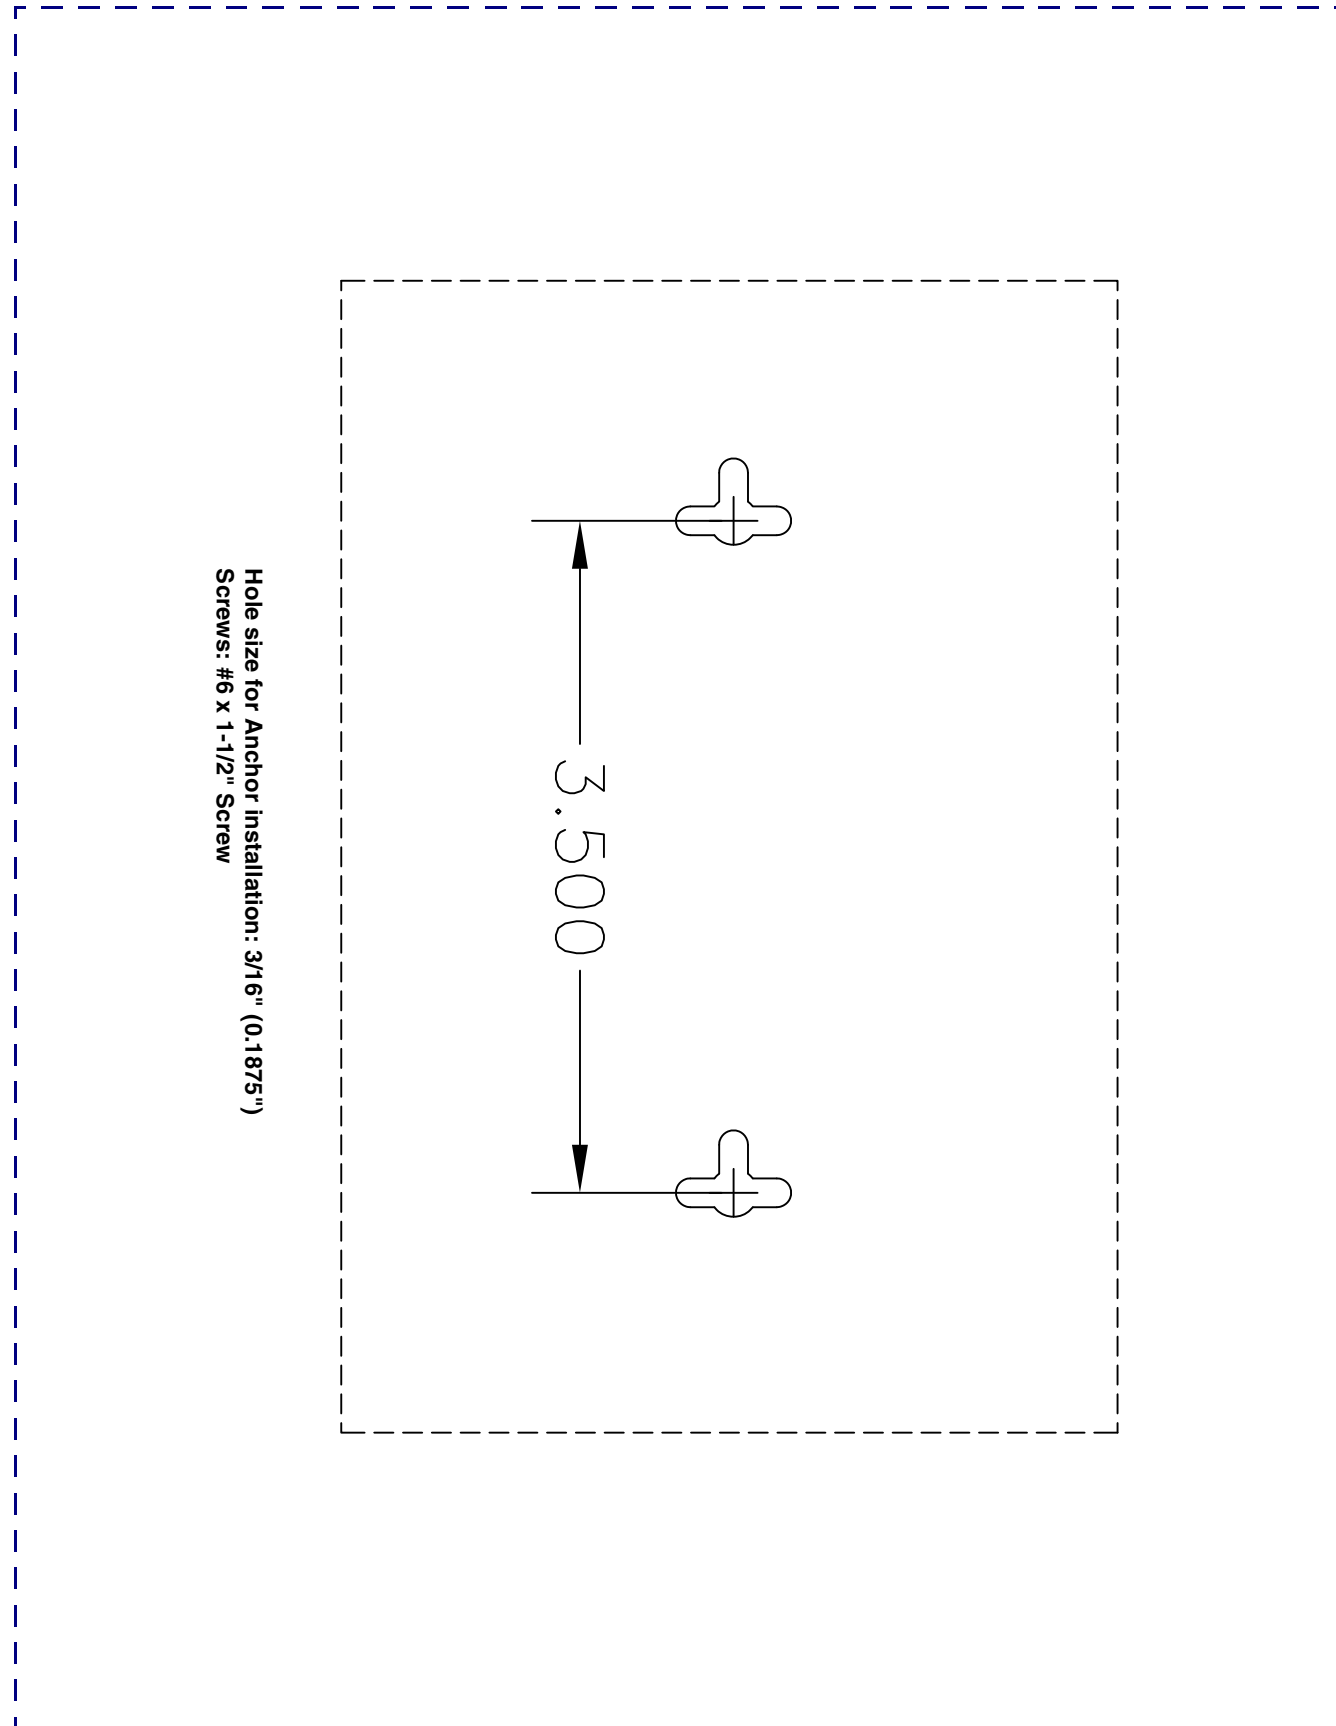 Hole size for Anchor installation: 3/16" (0.1875")
Screws: #6 x 1-1/2" Screw
3.500